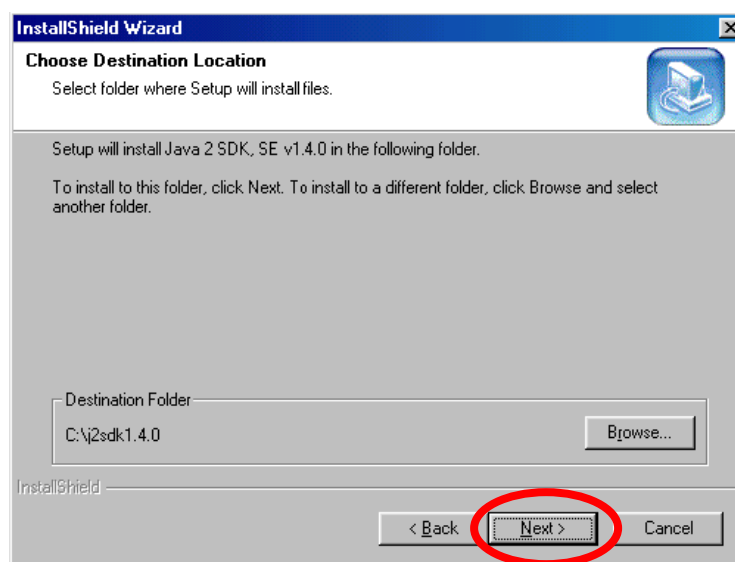 InstallShield Wizard
Choose Destination Location
Select folder where Setup will install files.
Setup will install Java 2 SDK, SE v1.4.0 in the following folder.
To install to this folder, click Next. To install to a different folder, click Browse and select
another folder.
Destination Folder
C:\j2sdk1.4.0
Browse...
InstallShield
< Back
Next >
Cancel